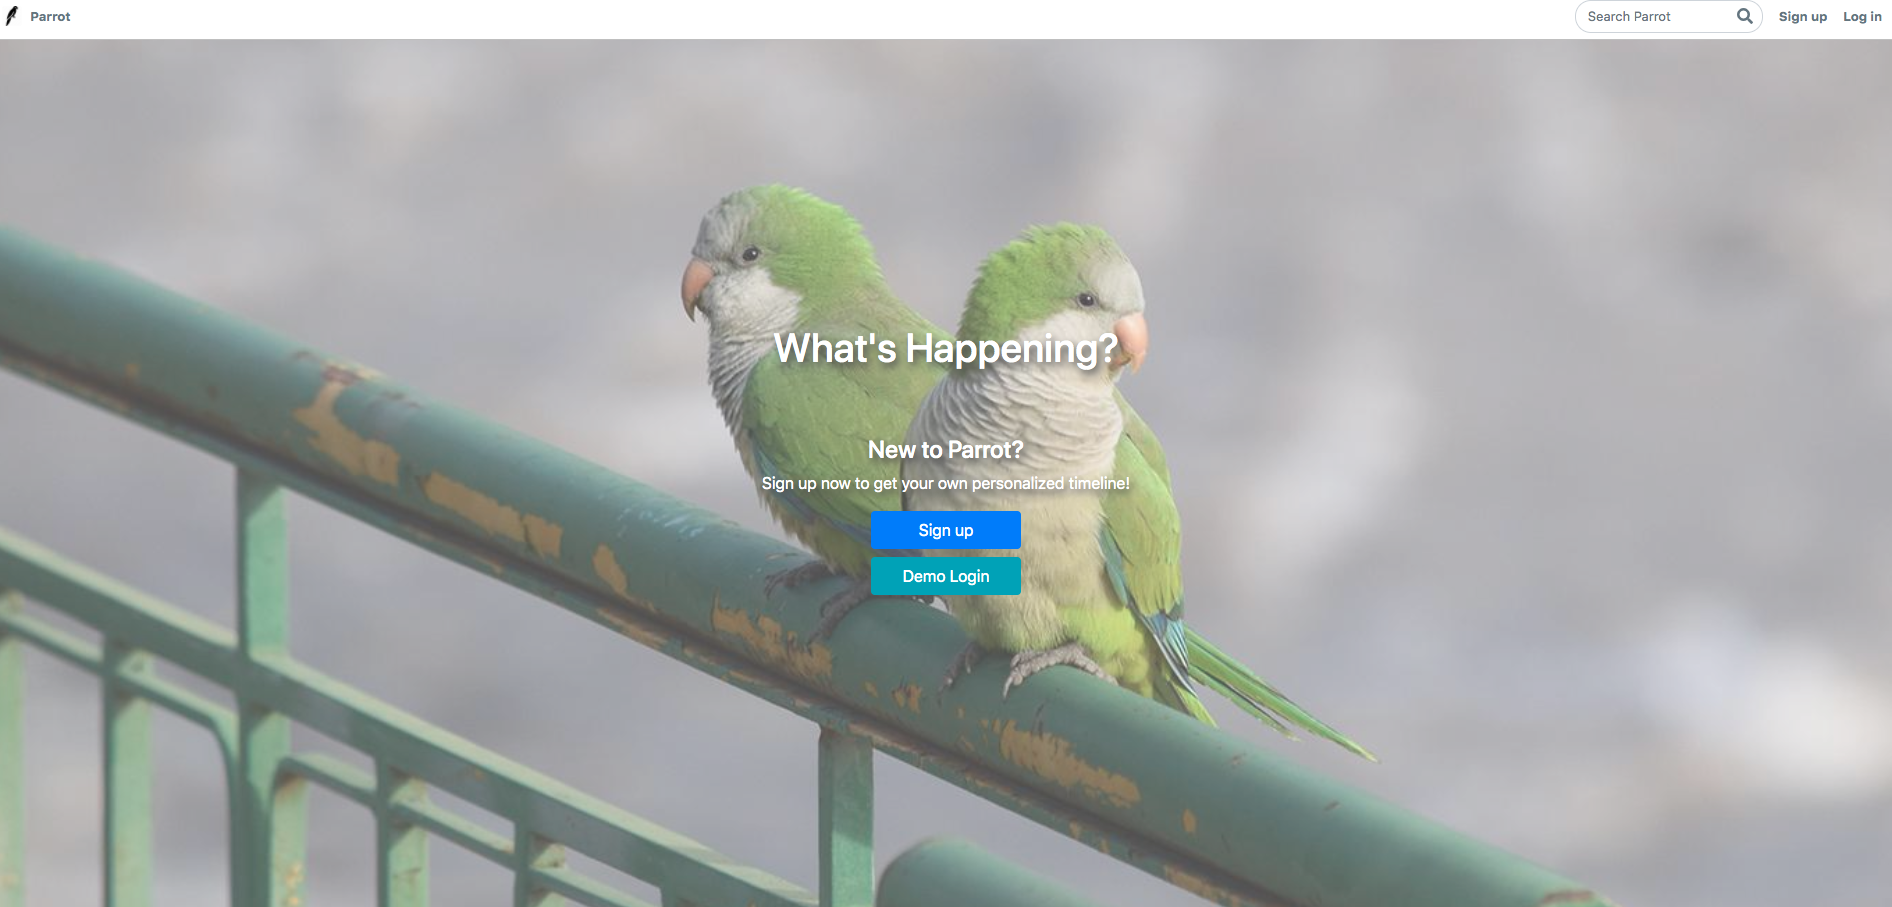 Parrot
Search Parrot
Sign up
Log in
What's Happening?
New to Parrot?
Sign up now to get your own personalized timeline!
Sign up
Demo Login